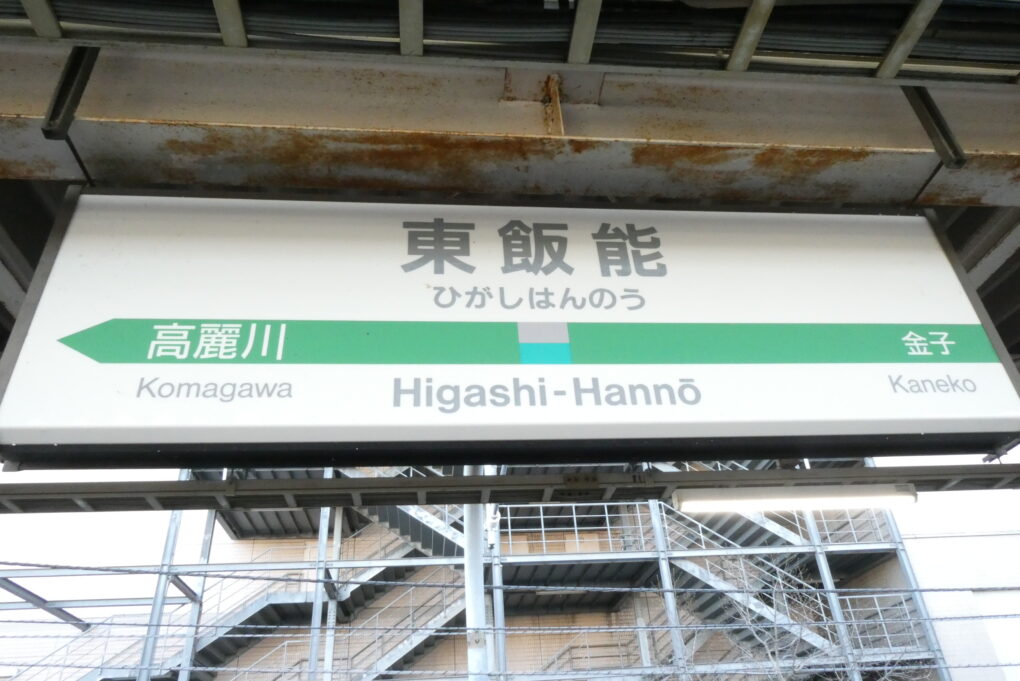 東飯能
ひがしはんのう
高麗川
金子
Komagawa
Higashi-Hannō
Kaneko